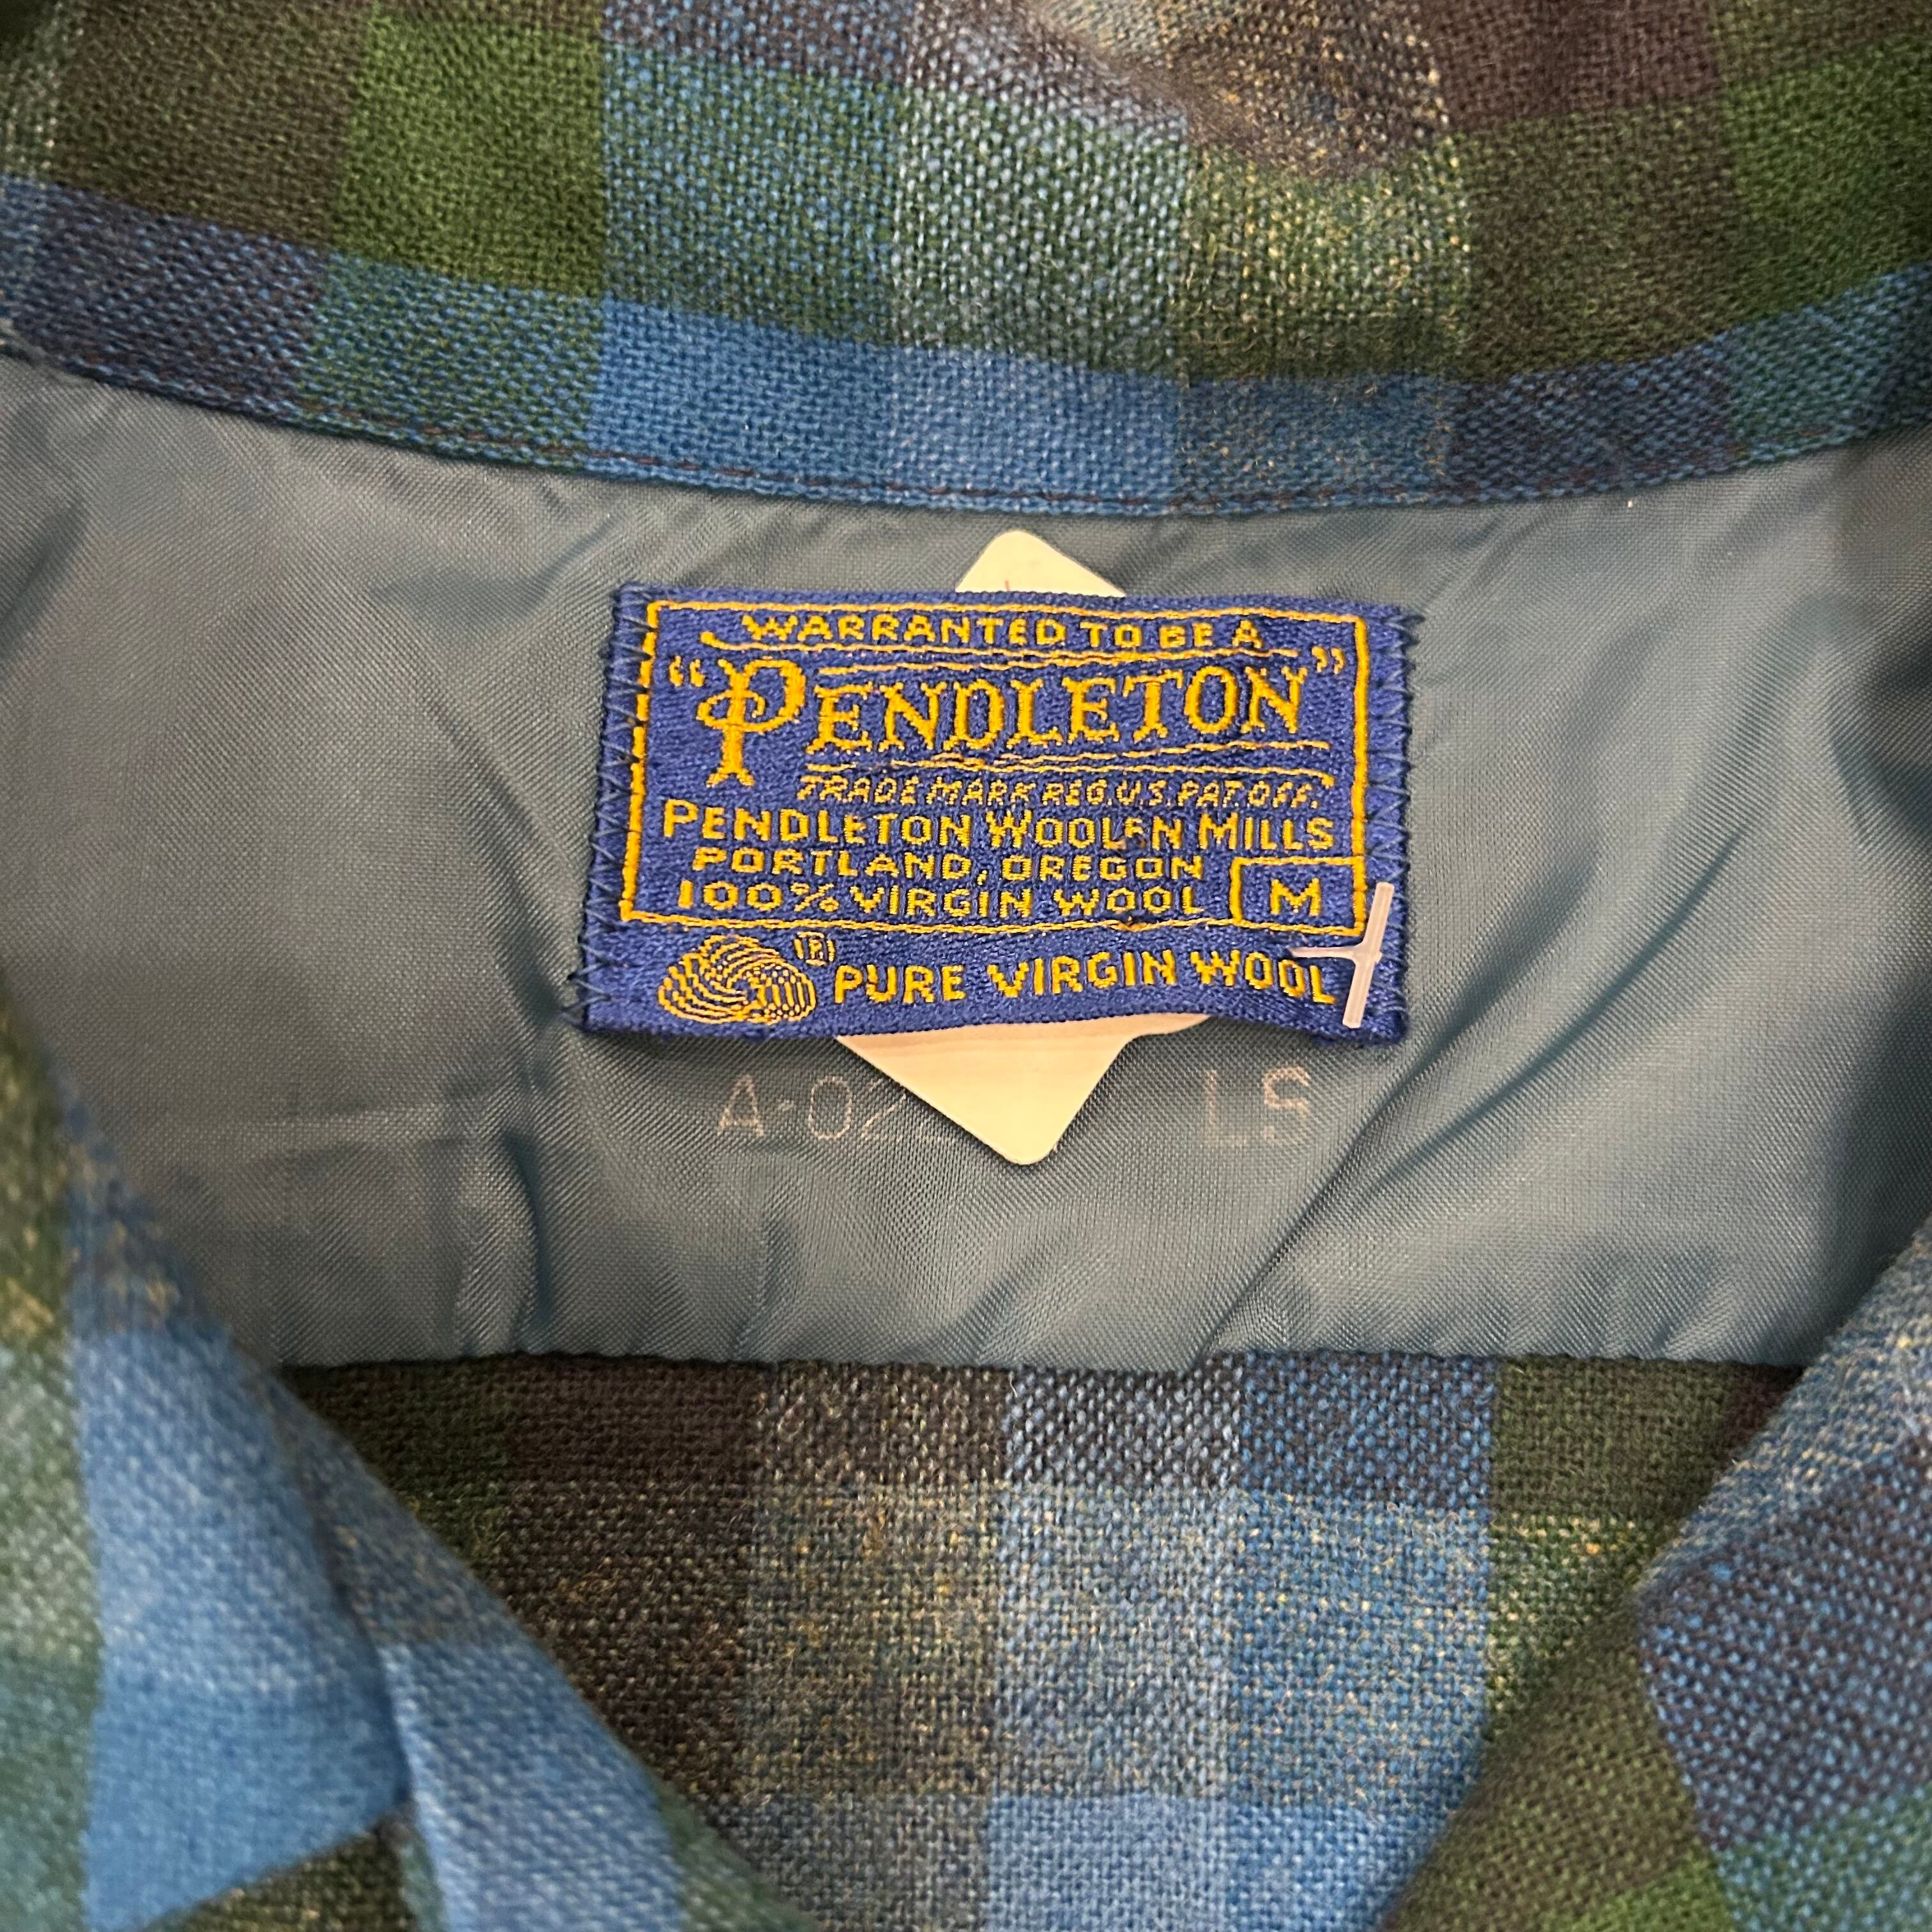 WARRANTED TO BE A
"PENDLETON"
TRADE MARK REG. U.S. PAT. OFF.
PENDLETON WOOLEN MILLS
PORTLAND, OREGON
100% VIRGIN WOOL M
® PURE VIRGIN WOOL
LS